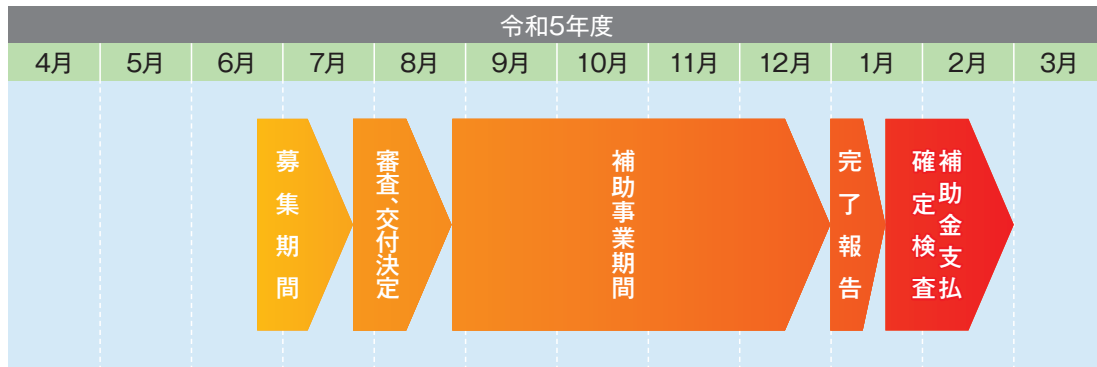 令和5年度
4月 5月 6月 7月 8月 9月 10月 11月 12月 1月 2月 3月
募集期間
審査、交付決定
補助事業期間
完了報告
補助金支払
確定検査